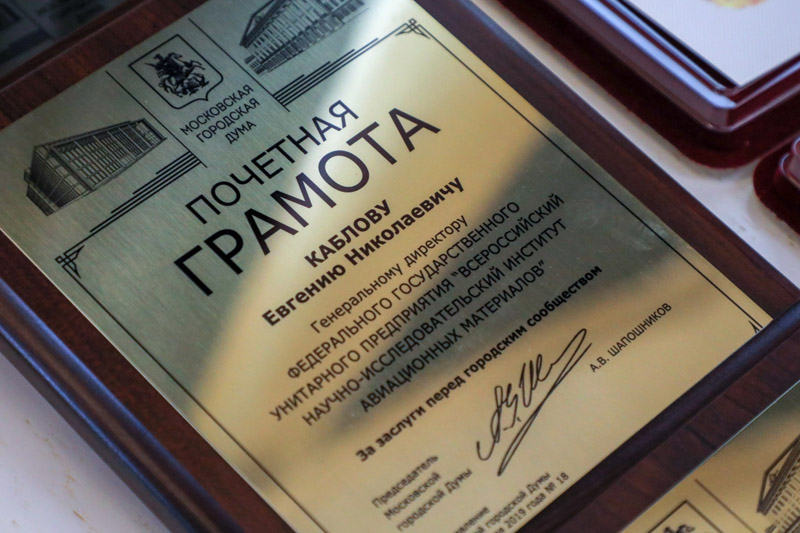 МОСКОВСКАЯ
ГОРОДСКАЯ
ДУМА
ПОЧЕТНАЯ
ГРАМОТА
КАБЛОВУ
Евгению Николаевичу
Генеральному директору
ФЕДЕРАЛЬНОГО ГОСУДАРСТВЕННОГО
УНИТАРНОГО ПРЕДПРИЯТИЯ "ВСЕРОССИЙСКИЙ
НАУЧНО-ИССЛЕДОВАТЕЛЬСКИЙ ИНСТИТУТ
АВИАЦИОННЫХ МАТЕРИАЛОВ"
За заслуги перед городским сообществом
Председатель
Московской
городской Думы
А.В. ШАПОШНИКОВ
городской Думы
2019 года № 18